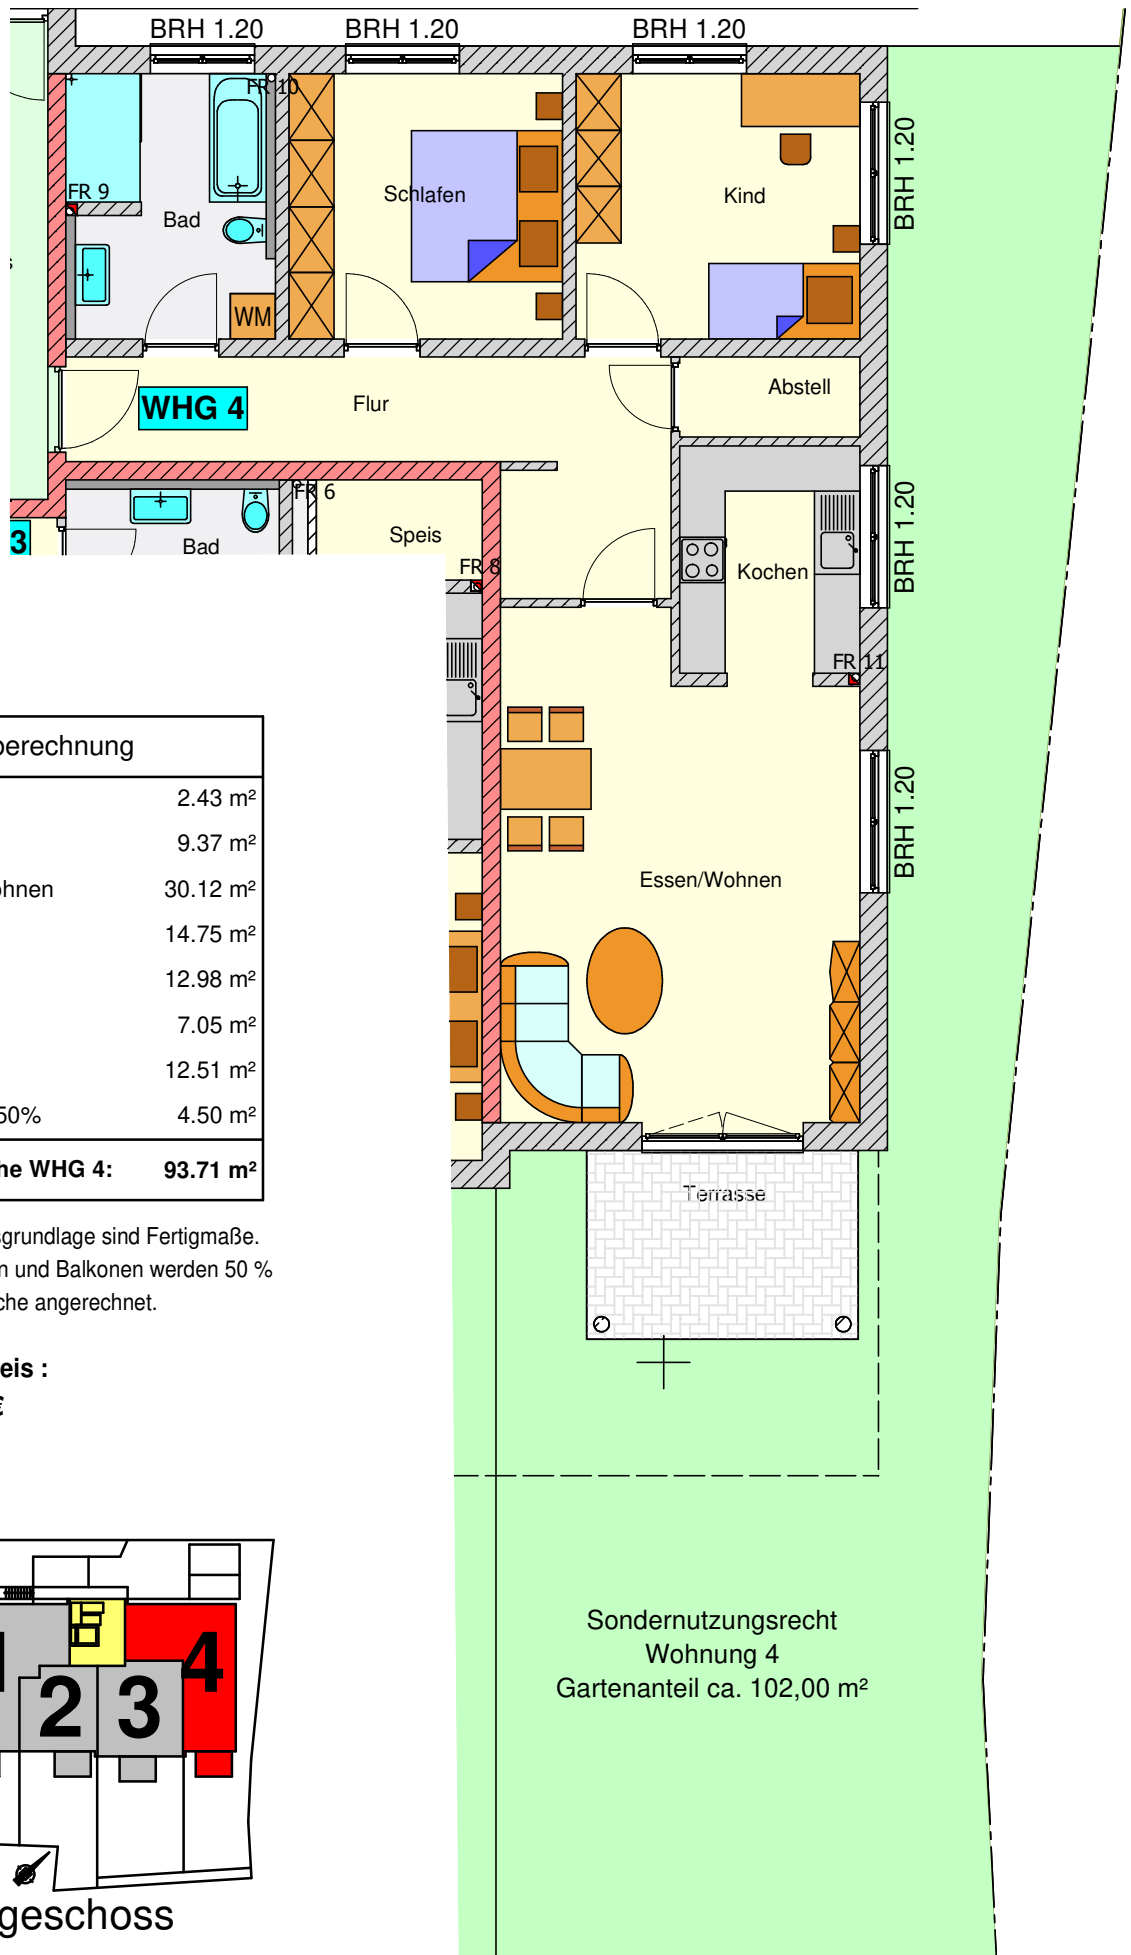 BRH 1.20
BRH 1.20
BRH 1.20
FR 10
FR 9
Bad
Schlafen
Kind
BRH 1.20
WM
WHG 4
Flur
Abstell
FR 6
Speis
3
Bad
FR 8
Kochen
BRH 1.20
FR 11
berechnung
2.43 m²
9.37 m²
ohnen 30.12 m²
14.75 m²
12.98 m²
7.05 m²
12.51 m²
50% 4.50 m²
he WHG 4: 93.71 m²
BRH 1.20
Essen/Wohnen
Terrasse
sgrundlage sind Fertigmaße.
n und Balkonen werden 50 %
che angerechnet.
eis :
€
1
2
3
4
geschoss
Sondernutzungsrecht
Wohnung 4
Gartenanteil ca. 102,00 m²